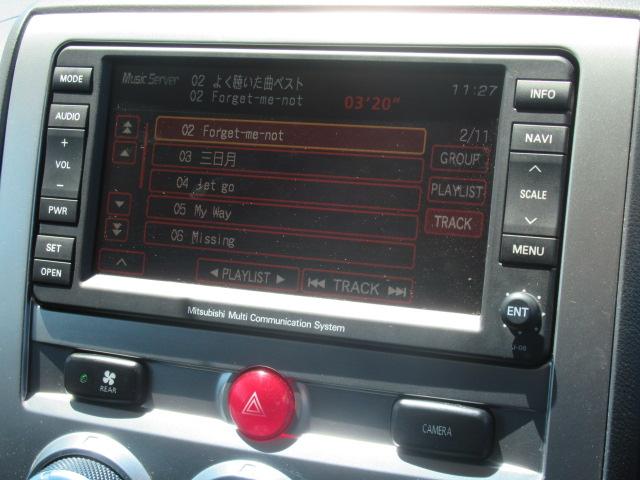 MODE
Music Server
02 よく聴いた曲ベスト
02 Forget-me-not
03'20"
11:27
INFO
AUDIO
02 Forget-me-not
2/11
NAVI
+
VOL
-
03 三日月
GROUP
SCALE
04 let go
PLAYLIST
05 My Way
TRACK
PWR
06 Missing
MENU
SET
OPEN
PLAYLIST
TRACK
ENT
Mitsubishi Multi Communication System
J-06
REAR
CAMERA